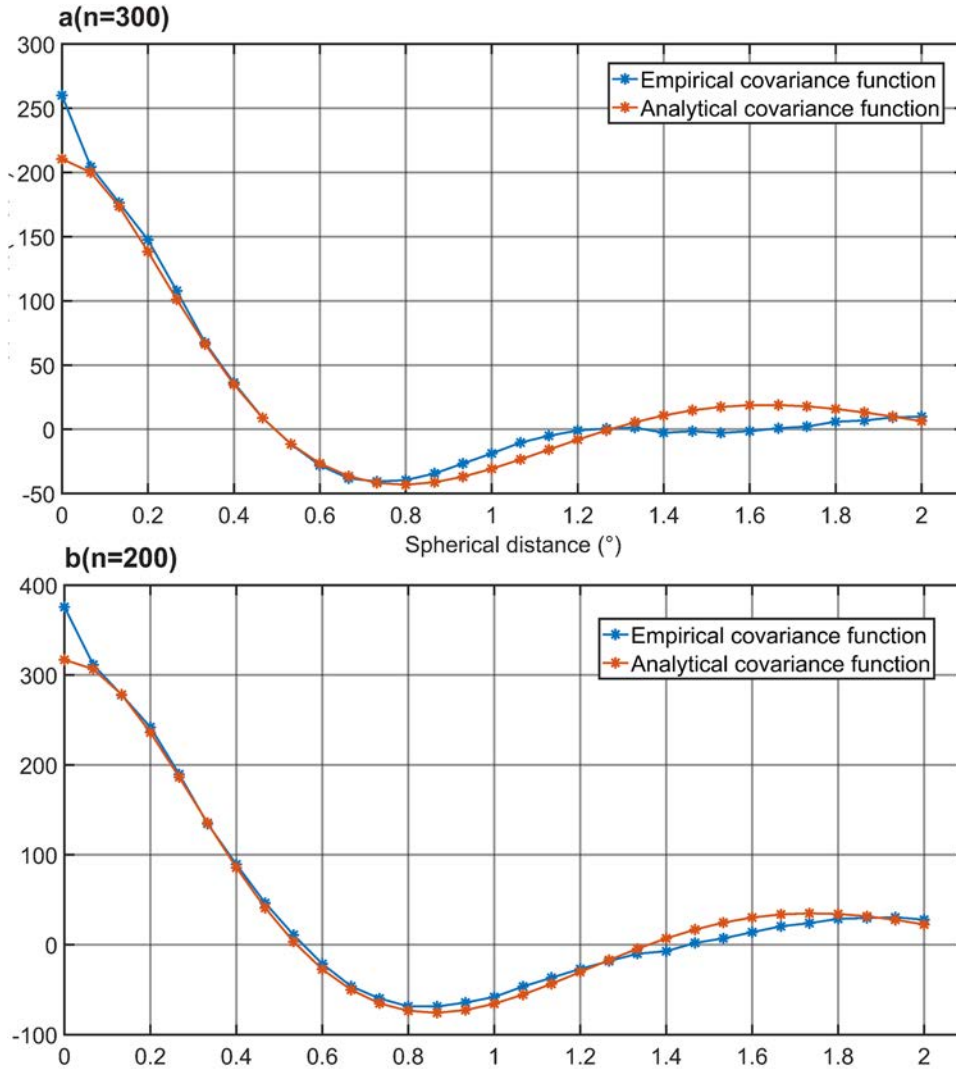 a(n=300)
300
250
200
150
100
50
0
-50
Empirical covariance function
Analytical covariance function
0 0.2 0.4 0.6 0.8 1 1.2 1.4 1.6 1.8 2
Spherical distance (°)
b(n=200)
400
300
200
100
0
-100
Empirical covariance function
Analytical covariance function
0 0.2 0.4 0.6 0.8 1 1.2 1.4 1.6 1.8 2